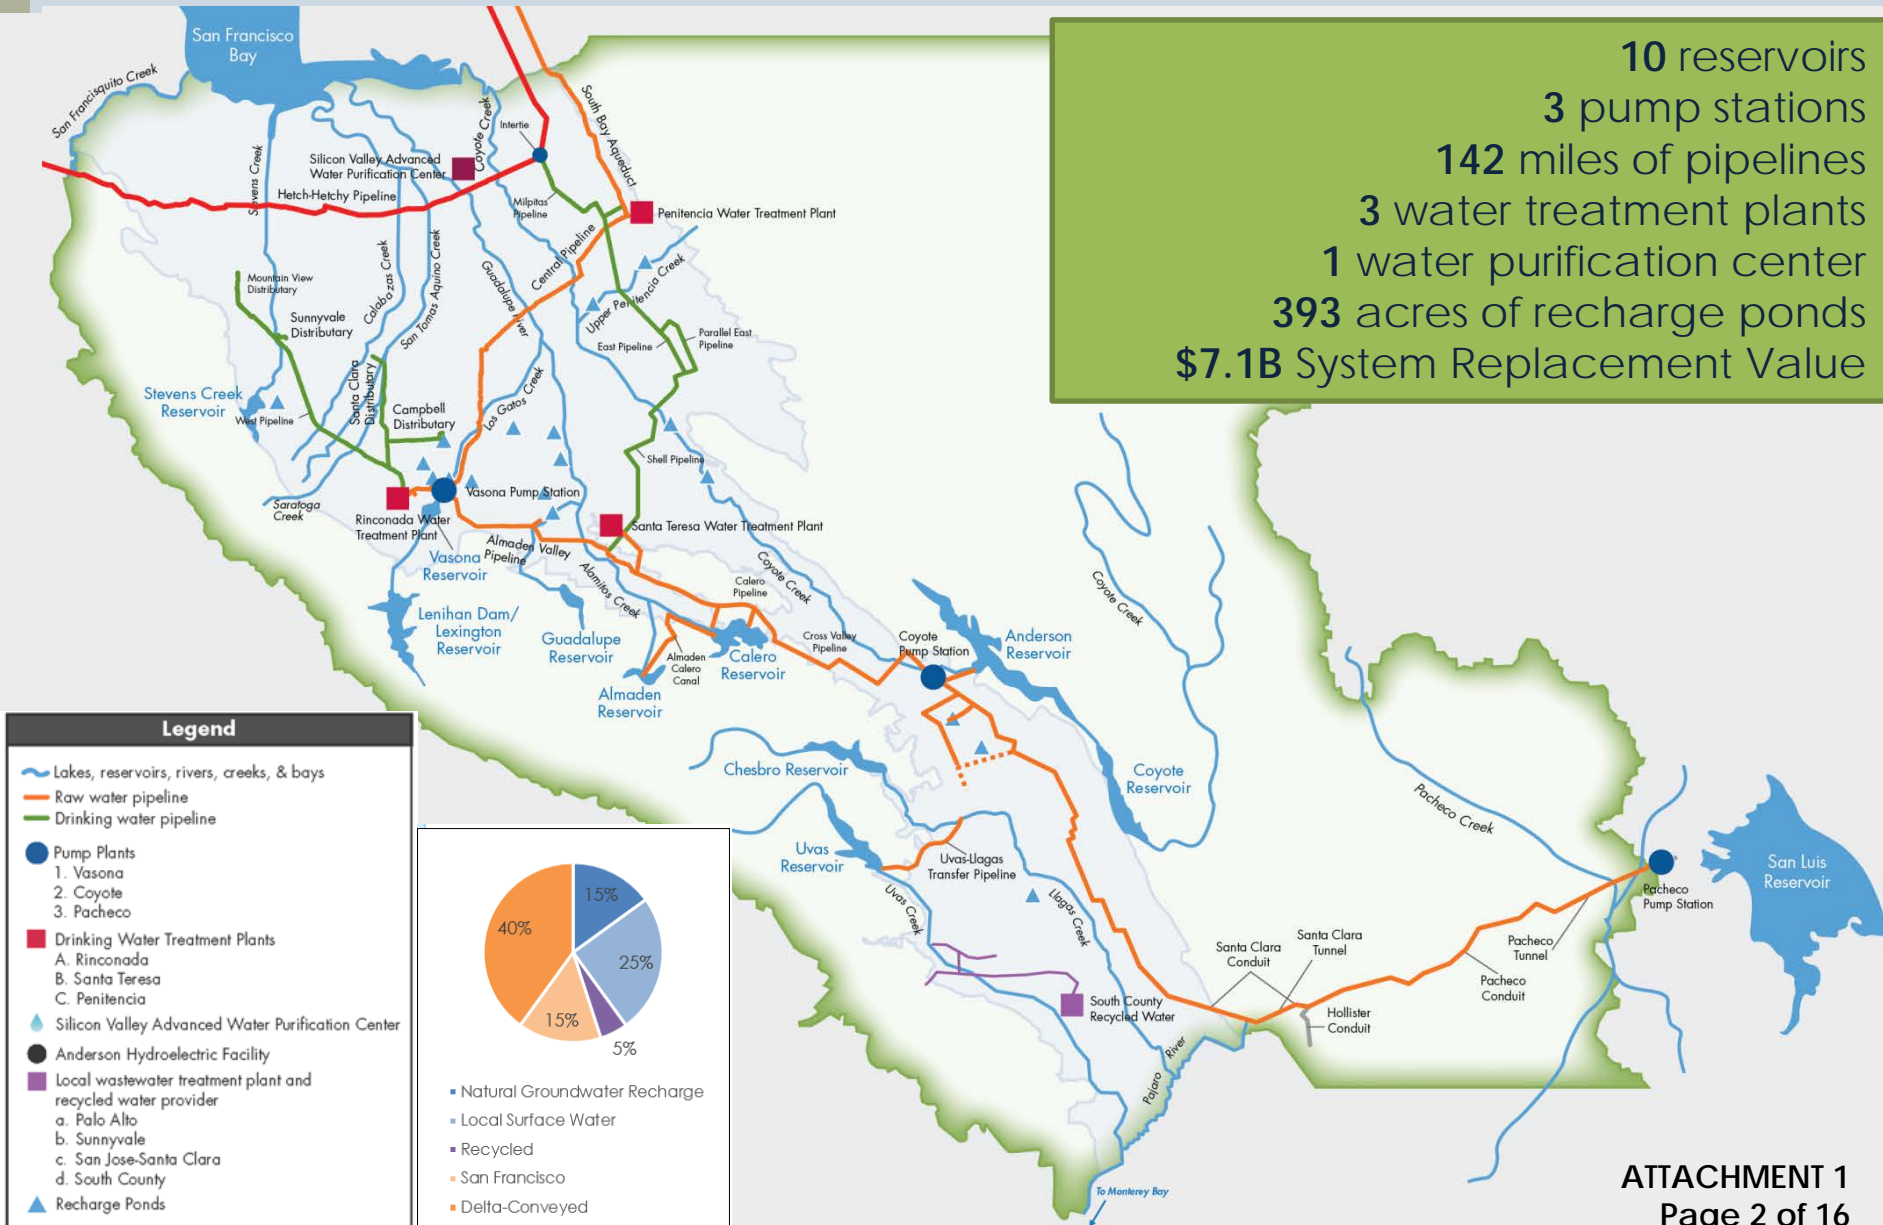 San Francisco
Bay
San Francisquito Creek
Stevens Creek
Silicon Valley Advanced
Water Purification Center
Coyote Creek
Intertie
South Bay Aqueduct
Hetch-Hetchy Pipeline
Milpitas
Pipeline
Penitencia Water Treatment Plant
Central Pipeline
Mountain View
Distributary
Sunnyvale
Distributary
Calabazas Creek
San Tomas Aquino Creek
Guadalupe River
Upper Penitencia Creek
East Pipeline
Parallel East
Pipeline
Stevens Creek
Reservoir
West Pipeline
Santa Clara
Distributary
Campbell
Distributary
Los Gatos Creek
Shell Pipeline
Saratoga
Creek
Vasona Pump Station
Rinconada Water
Treatment Plant
Santa Teresa Water Treatment Plant
Vasona
Reservoir
Almaden Valley
Pipeline
Alamitos Creek
Calero
Pipeline
Coyote Creek
Coyote Creek
Lenihan Dam/
Lexington
Reservoir
Guadalupe
Reservoir
Almaden
Calero
Canal
Calero
Reservoir
Cross Valley
Pipeline
Coyote
Pump Station
Anderson
Reservoir
Almaden
Reservoir
Chesbro Reservoir
Coyote
Reservoir
Uvas
Reservoir
Uvas-Llagas
Transfer Pipeline
Uvas Creek
Llagas Creek
Pacheco Creek
San Luis
Reservoir
Pacheco
Pump Station
Santa Clara
Conduit
Santa Clara
Tunnel
Pacheco
Tunnel
Pacheco
Conduit
South County
Recycled Water
Hollister
Conduit
Pajaro River
To Monterey Bay
10 reservoirs
3 pump stations
142 miles of pipelines
3 water treatment plants
1 water purification center
393 acres of recharge ponds
$7.1B System Replacement Value
Legend
Lakes, reservoirs, rivers, creeks, & bays
Raw water pipeline
Drinking water pipeline
Pump Plants
1. Vasona
2. Coyote
3. Pacheco
Drinking Water Treatment Plants
A. Rinconada
B. Santa Teresa
C. Penitencia
Silicon Valley Advanced Water Purification Center
Anderson Hydroelectric Facility
Local wastewater treatment plant and
recycled water provider
a. Palo Alto
b. Sunnyvale
c. San Jose-Santa Clara
d. South County
Recharge Ponds
15%
40%
25%
15%
5%
Natural Groundwater Recharge
Local Surface Water
Recycled
San Francisco
Delta-Conveyed
ATTACHMENT 1
Page 2 of 16